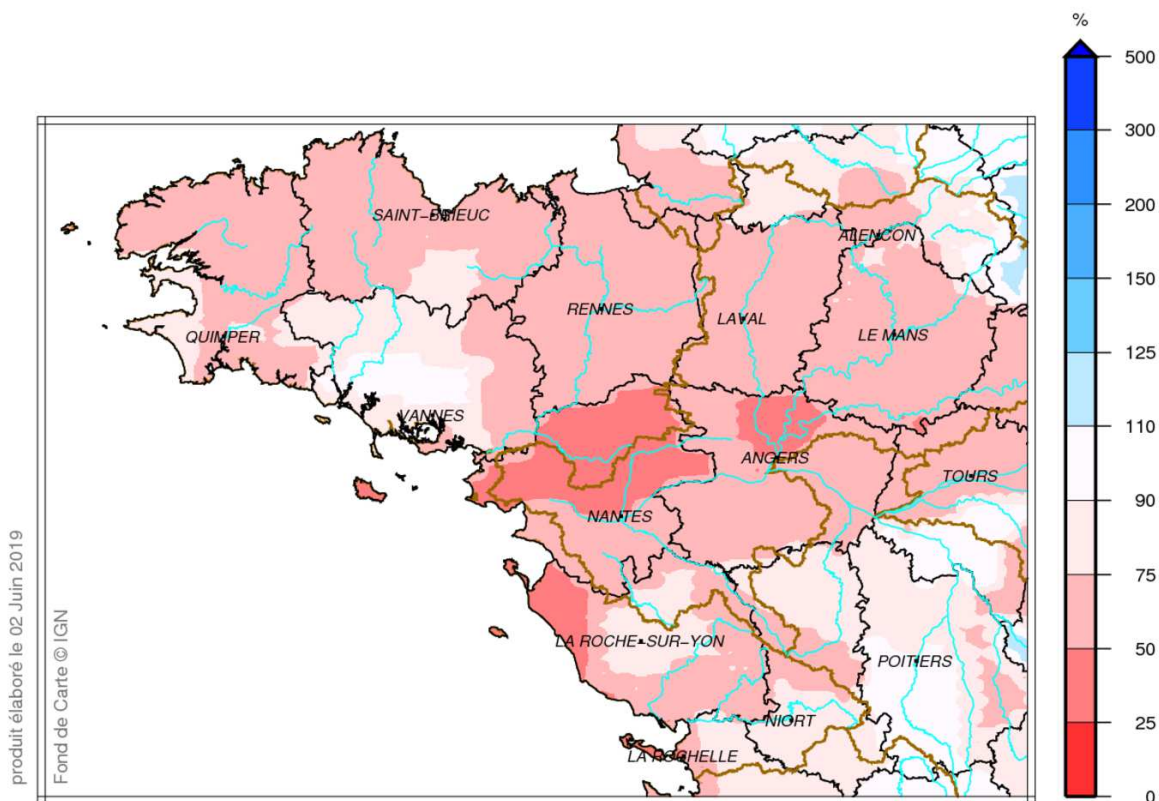 %
500
300
200
150
125
110
90
75
50
25
0
SAINT-BRIEUC
ALENCON
RENNES
LAVAL
LE MANS
QUIMPER
VANNES
ANGERS
TOURS
NANTES
LA ROCHE-SUR-YON
POITIERS
NIORT
LA ROCHELLE
produit élaboré le 02 Juin 2019
Fond de Carte © IGN